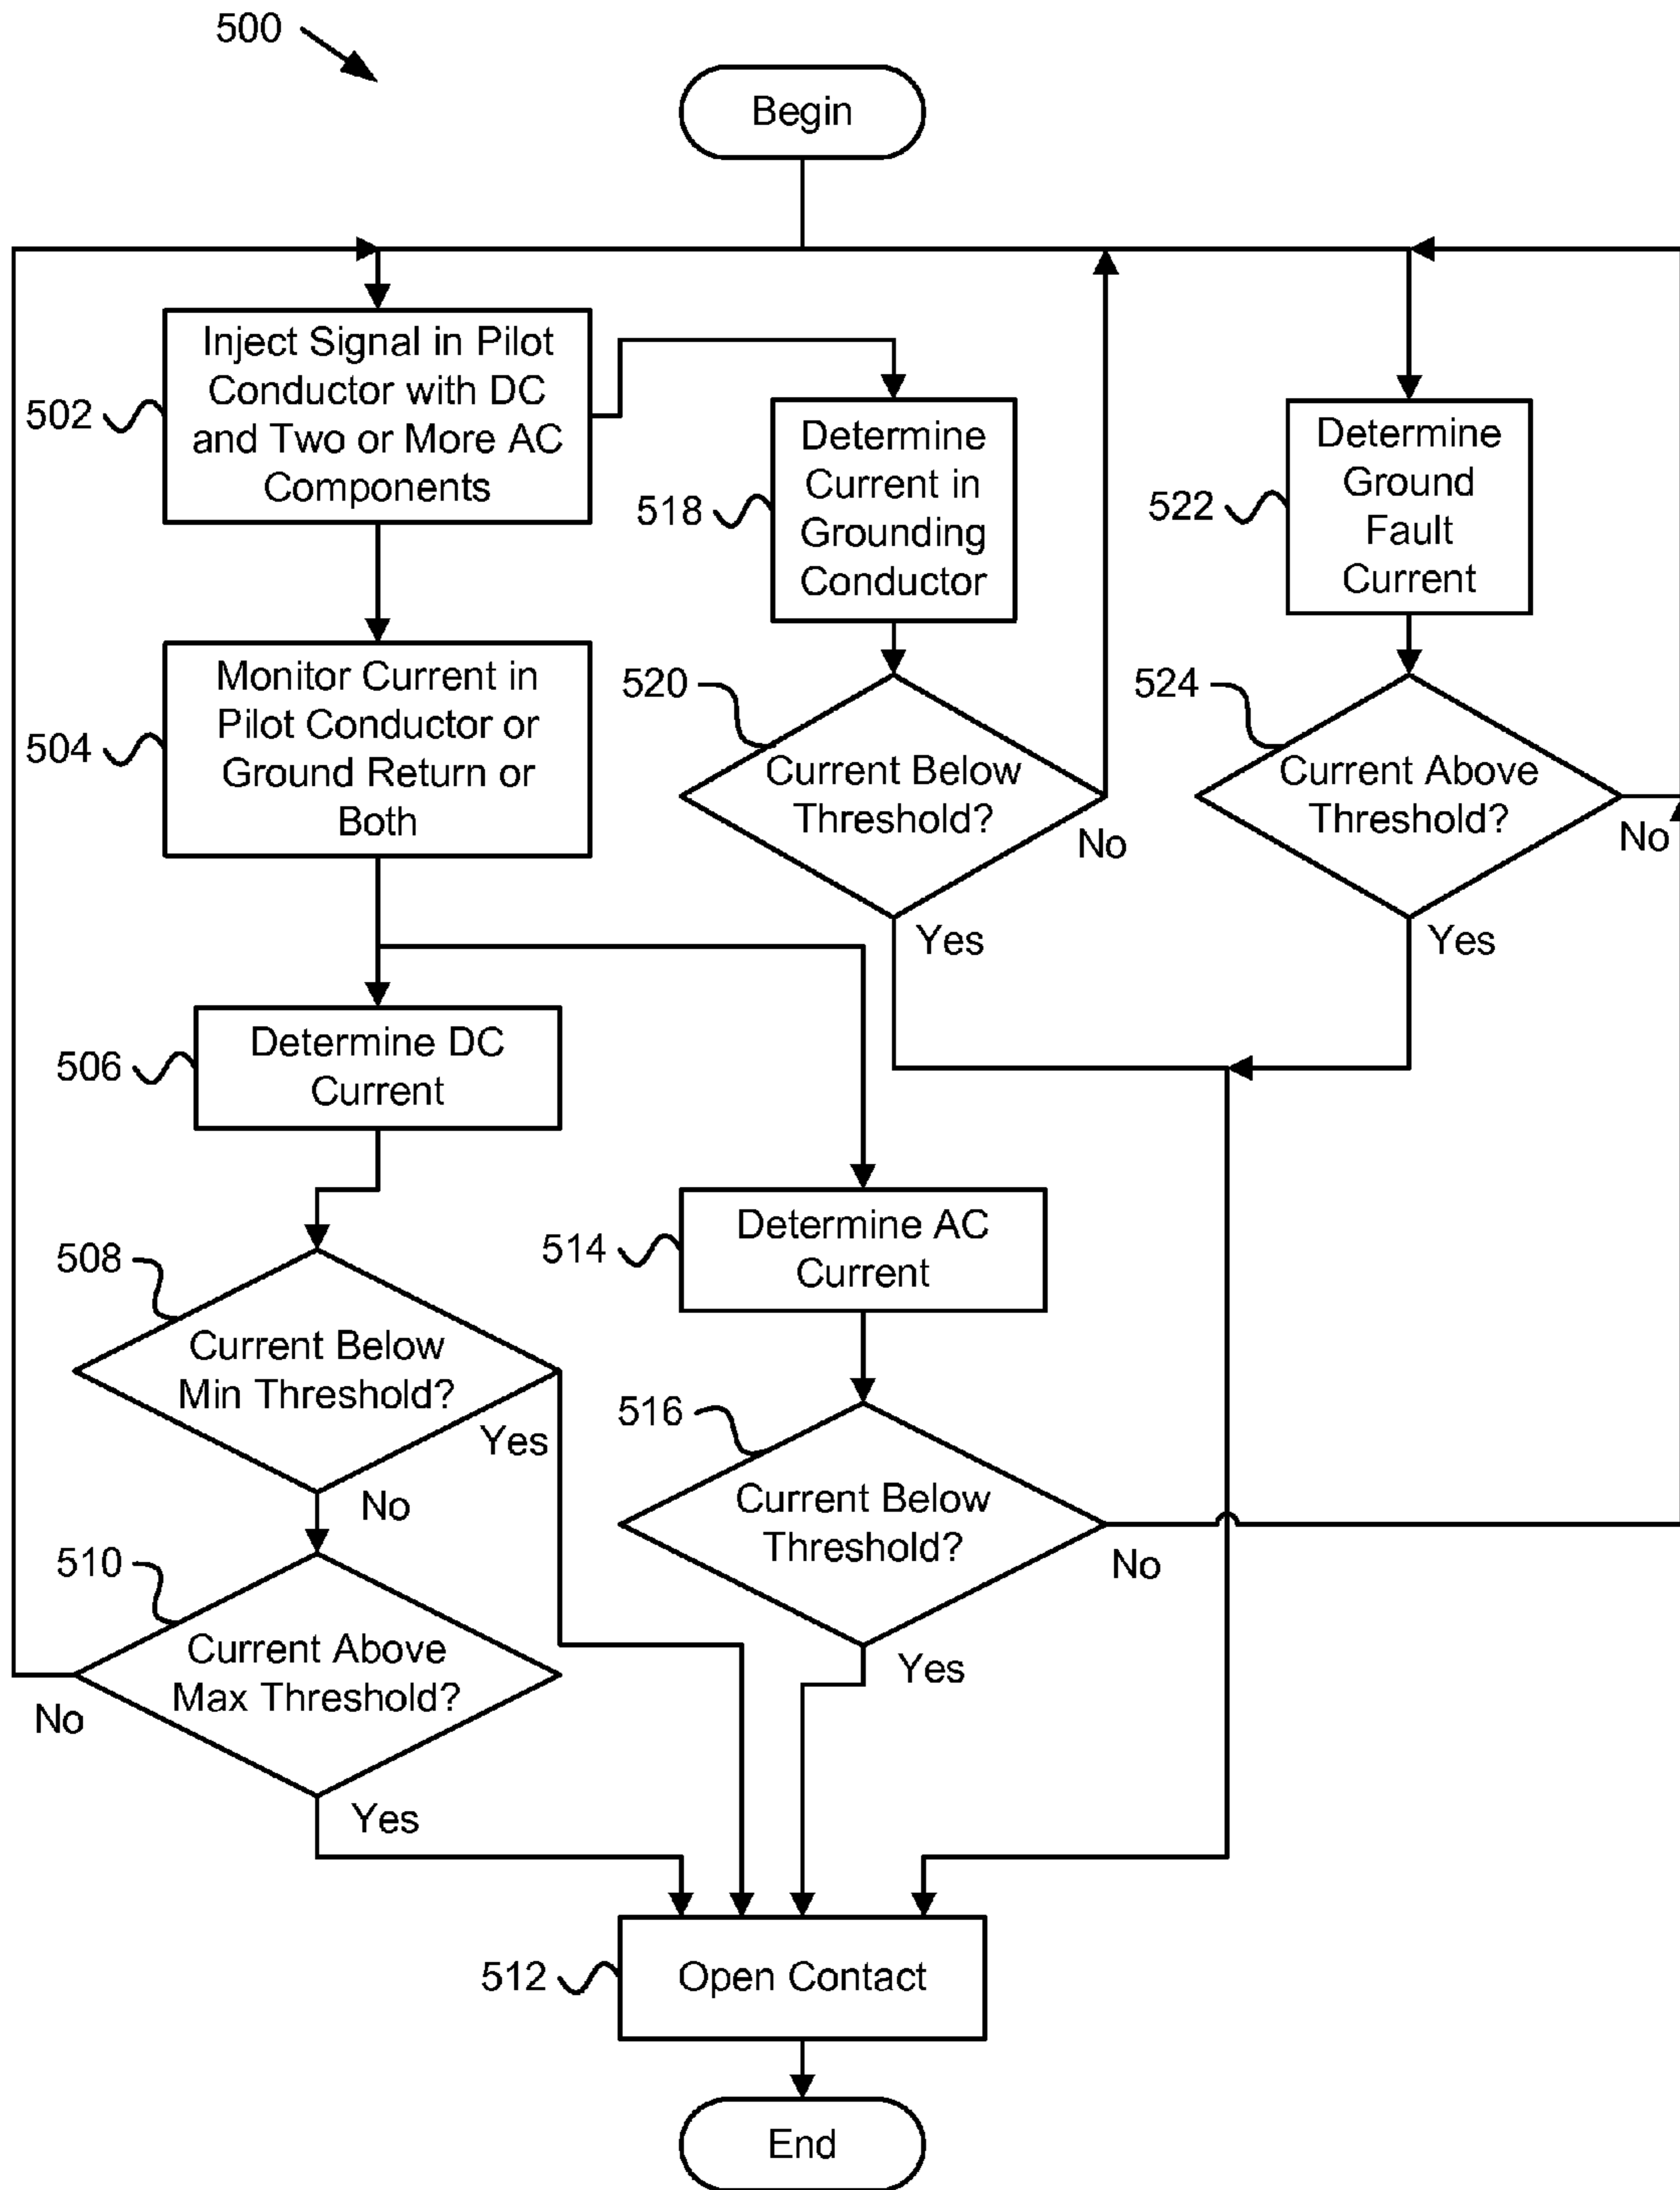 500
Begin
502
Inject Signal in Pilot
Conductor with DC
and Two or More AC
Components
518
Determine
Current in
Grounding
Conductor
522
Determine
Ground
Fault
Current
504
Monitor Current in
Pilot Conductor or
Ground Return or
Both
520
Current Below
Threshold?
No
Yes
524
Current Above
Threshold?
No
Yes
506
Determine DC
Current
514
Determine AC
Current
508
Current Below
Min Threshold?
Yes
No
516
Current Below
Threshold?
No
Yes
510
Current Above
Max Threshold?
No
Yes
512
Open Contact
End